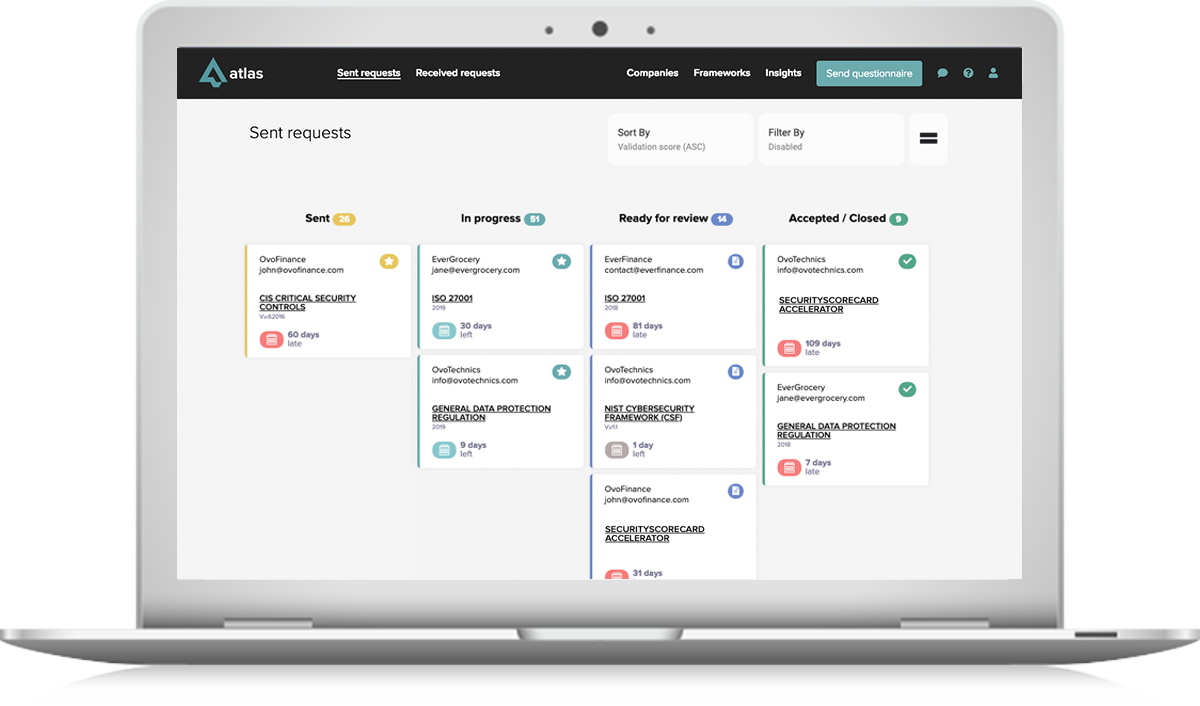 atlas
Sent requests
Received requests
Companies
Frameworks
Insights
Send questionnaire
Sent requests
Sort By
Validation score (ASC)
Filter By
Disabled
Sent 26
In progress 51
Ready for review 14
Accepted / Closed 9
OvoFinance
john@ovofinance.com
CIS CRITICAL SECURITY
CONTROLS
V.v.6.2016
60 days
late
EverGrocery
jane@evergrocery.com
ISO 27001
2019
30 days
left
OvoTechnics
info@ovotechnics.com
GENERAL DATA PROTECTION
REGULATION
2019
9 days
left
EverFinance
contact@everfinance.com
ISO 27001
2018
81 days
late
OvoTechnics
info@ovotechnics.com
NIST CYBERSECURITY
FRAMEWORK (CSF)
V.v1.1
1 day
left
OvoFinance
john@ovofinance.com
SECURITYSCORECARD
ACCELERATOR
31 days
OvoTechnics
info@ovotechnics.com
SECURITYSCORECARD
ACCELERATOR
109 days
late
EverGrocery
jane@evergrocery.com
GENERAL DATA PROTECTION
REGULATION
2018
7 days
late